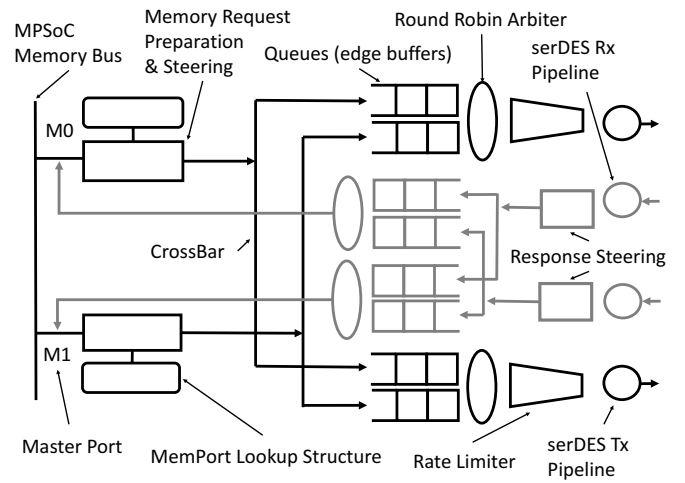 MPSoC
Memory Bus
Memory Request
Preparation
& Steering
Round Robin Arbiter
Queues (edge buffers)
serDES Rx
Pipeline
M0
CrossBar
Response Steering
M1
Master Port
MemPort Lookup Structure
Rate Limiter
serDES Tx
Pipeline